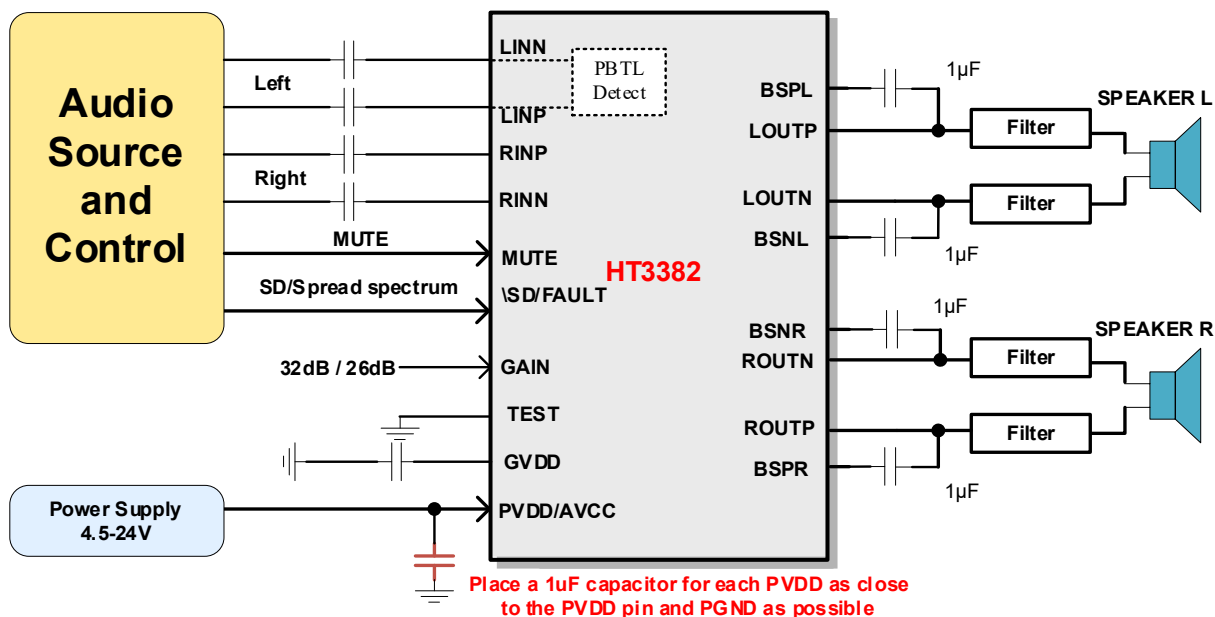 Audio
Source
and
Control
Left
Right
MUTE
SD/Spread spectrum
32dB / 26dB
Power Supply
4.5-24V
LINN
PBTL
Detect
LINP
RINP
RINN
MUTE
\SD/FAULT
GAIN
TEST
GVDD
PVDD/AVCC
HT3382
BSPL
LOUTP
LOUTN
BSNL
BSNR
ROUTN
ROUTP
BSPR
1μF
Filter
SPEAKER L
Filter
1μF
1μF
Filter
SPEAKER R
Filter
1μF
Place a 1uF capacitor for each PVDD as close
to the PVDD pin and PGND as possible